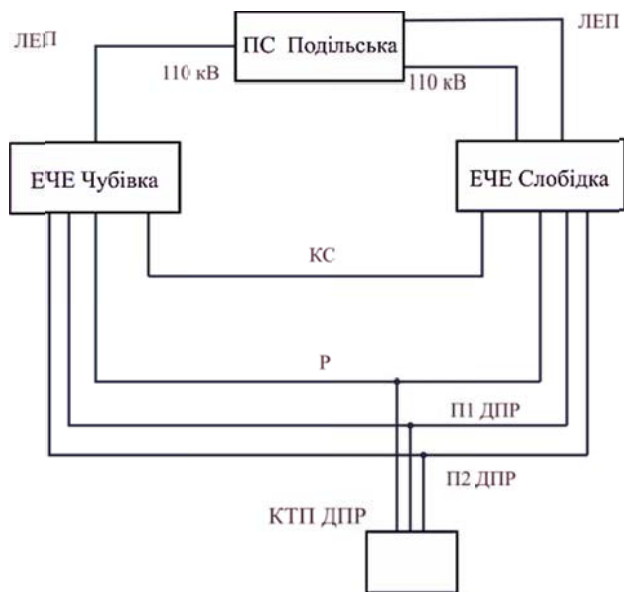 ЛЕП
ПС Подільська
ЛЕП
110 кВ
110 кВ
ЕЧЕ Чубівка
ЕЧЕ Слобідка
КС
Р
П1 ДПР
П2 ДПР
КТП ДПР